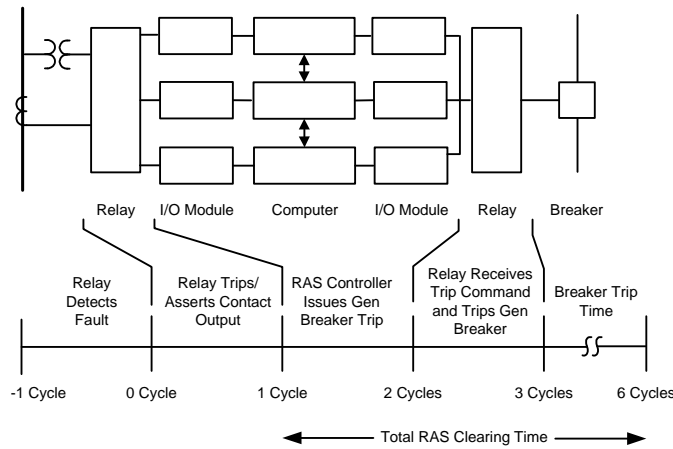 Relay I/O Module Computer I/O Module Relay Breaker
Relay
Detects
Fault
Relay Trips/
Asserts Contact
Output
RAS Controller
Issues Gen
Breaker Trip
Relay Receives
Trip Command
and Trips Gen
Breaker
Breaker Trip
Time
-1 Cycle 0 Cycle 1 Cycle 2 Cycles 3 Cycles 6 Cycles
Total RAS Clearing Time